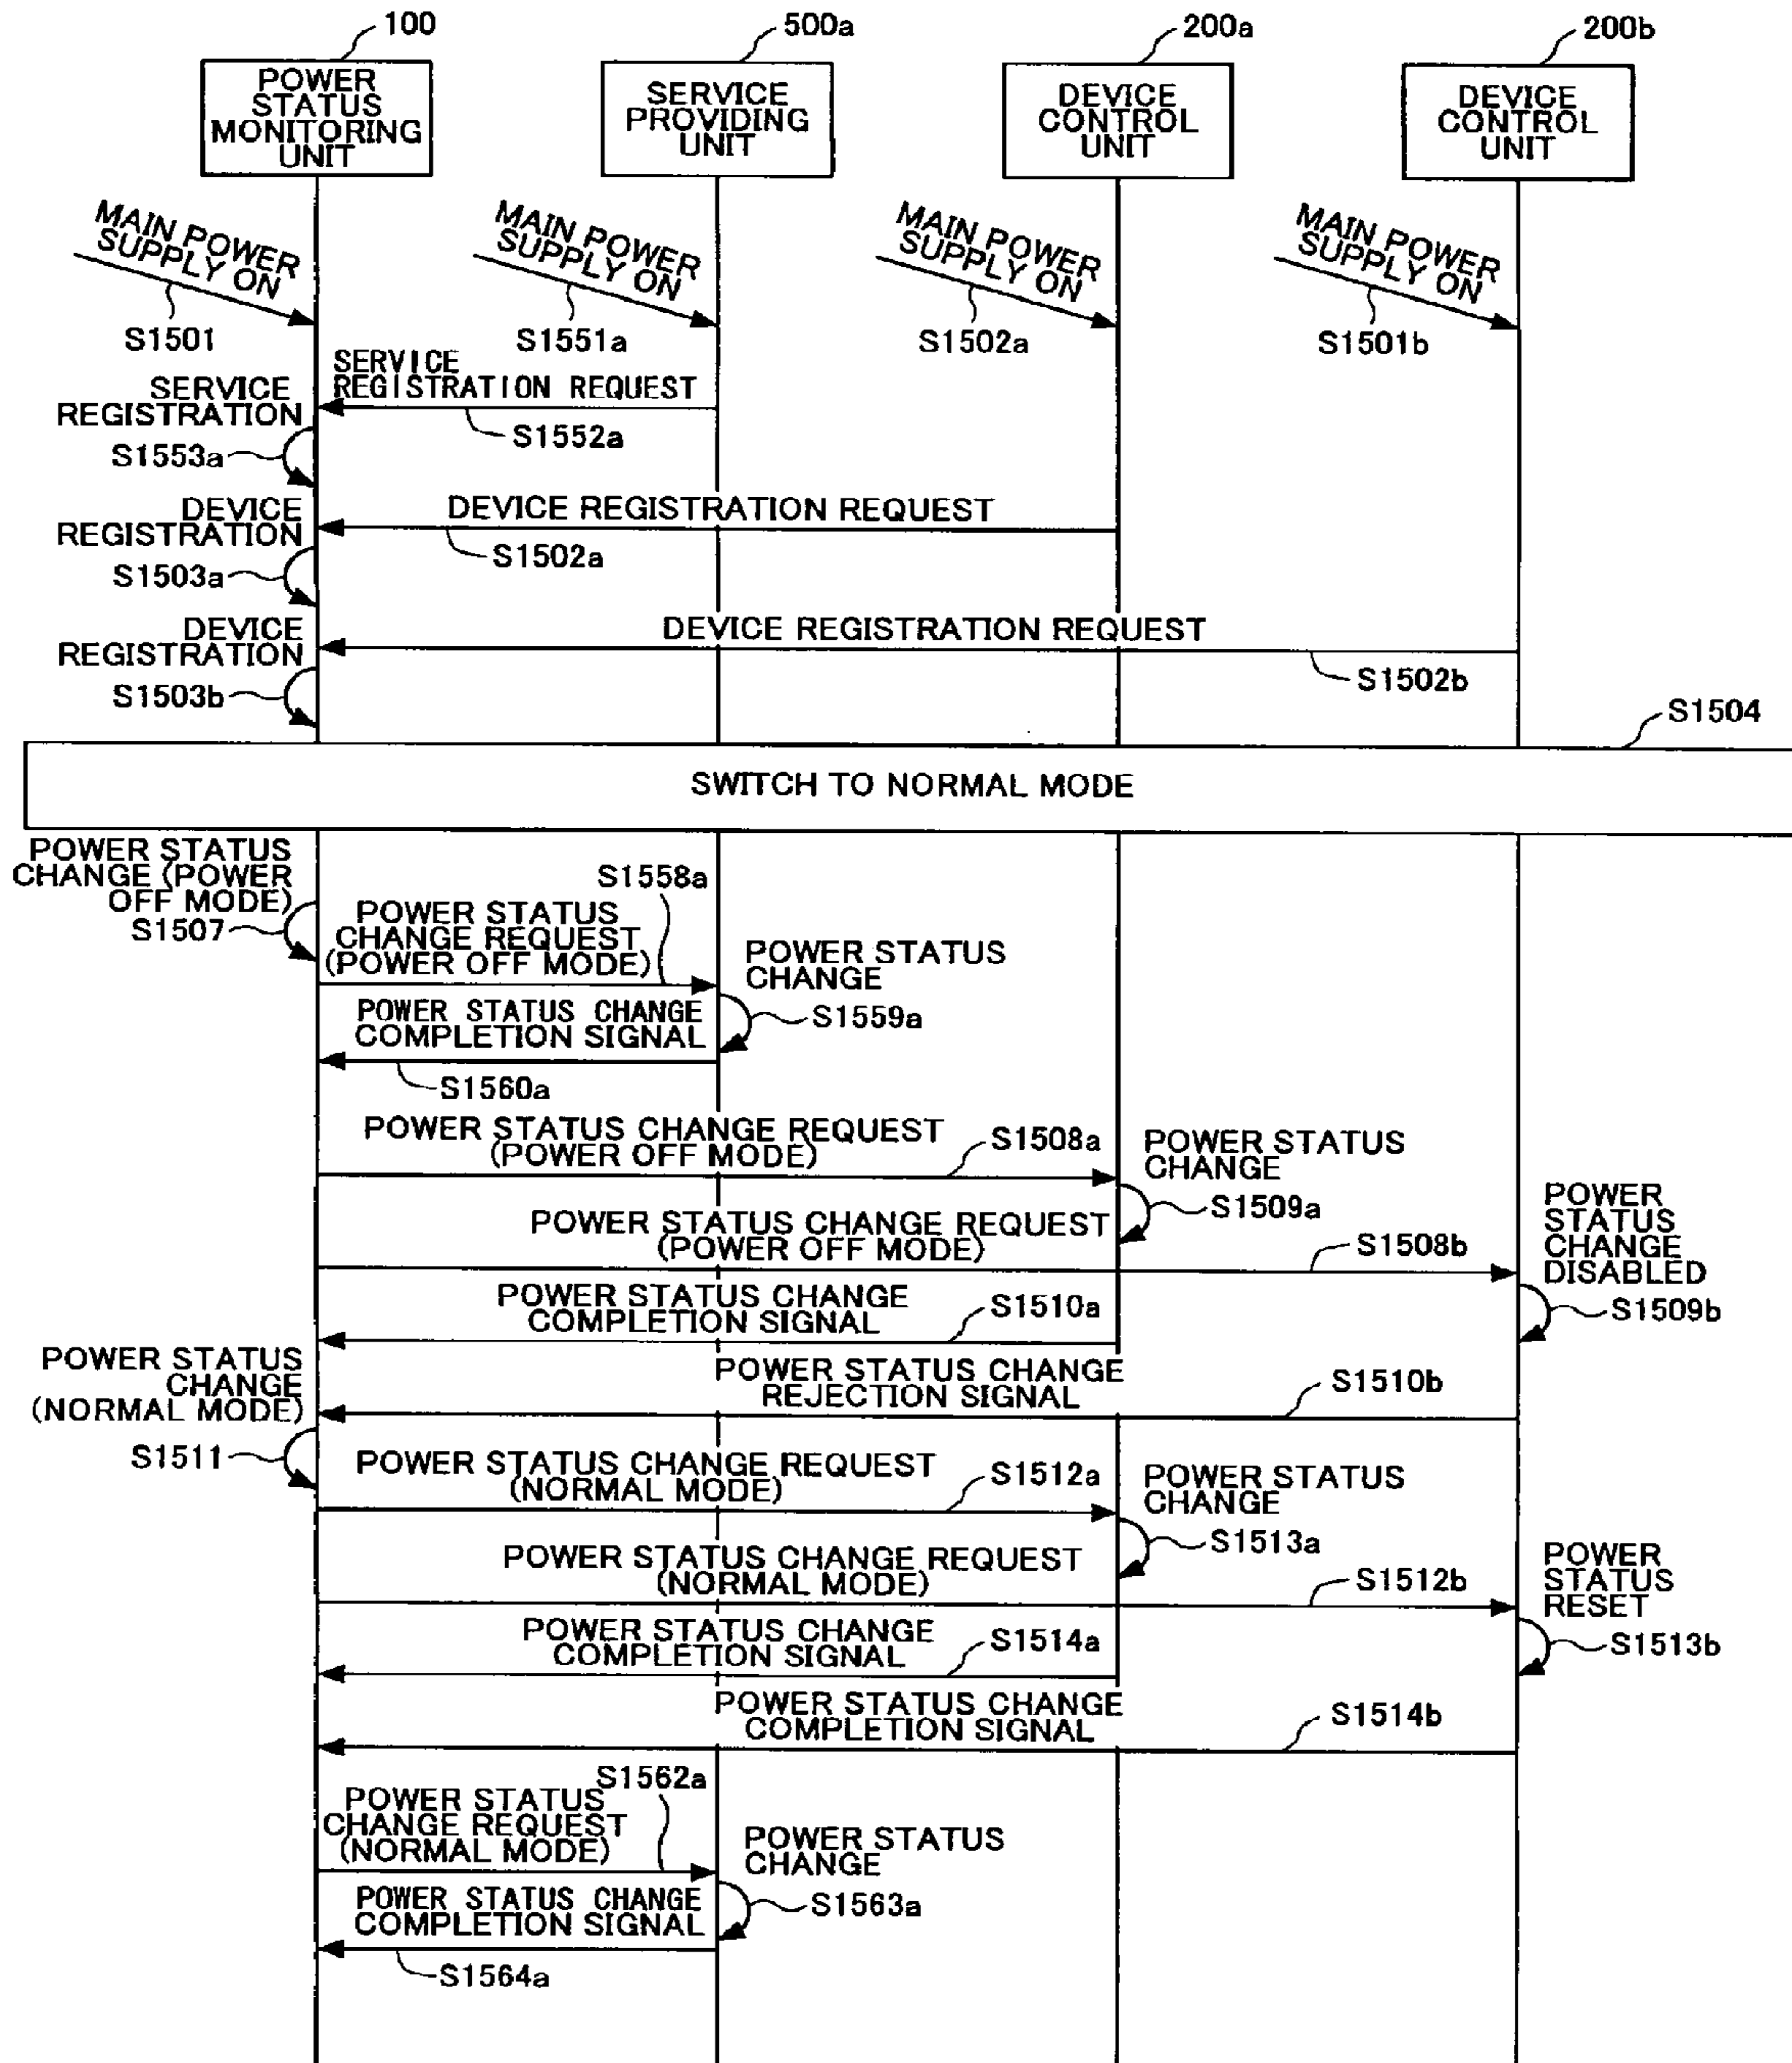 100
500a
200a
200b
POWER
STATUS
MONITORING
UNIT
SERVICE
PROVIDING
UNIT
DEVICE
CONTROL
UNIT
DEVICE
CONTROL
UNIT
MAIN POWER
SUPPLY ON
MAIN POWER
SUPPLY ON
MAIN POWER
SUPPLY ON
MAIN POWER
SUPPLY ON
S1501
S1551a
S1502a
S1501b
SERVICE
REGISTRATION REQUEST
SERVICE
REGISTRATION
S1552a
S1553a
DEVICE
REGISTRATION
DEVICE REGISTRATION REQUEST
S1502a
S1503a
DEVICE
REGISTRATION
DEVICE REGISTRATION REQUEST
S1502b
S1503b
S1504
SWITCH TO NORMAL MODE
POWER STATUS
CHANGE (POWER
OFF MODE)
S1507
S1558a
POWER STATUS
CHANGE REQUEST
(POWER OFF MODE)
POWER STATUS
CHANGE
S1559a
POWER STATUS CHANGE
COMPLETION SIGNAL
S1560a
POWER STATUS CHANGE REQUEST
(POWER OFF MODE)
S1508a
POWER STATUS
CHANGE
S1509a
POWER STATUS CHANGE REQUEST
(POWER OFF MODE)
S1508b
POWER
STATUS
CHANGE
DISABLED
S1509b
POWER STATUS CHANGE
COMPLETION SIGNAL
S1510a
POWER STATUS CHANGE
REJECTION SIGNAL
S1510b
POWER STATUS
CHANGE
(NORMAL MODE)
S1511
POWER STATUS CHANGE REQUEST
(NORMAL MODE)
S1512a
POWER STATUS
CHANGE
S1513a
POWER STATUS CHANGE REQUEST
(NORMAL MODE)
S1512b
POWER
STATUS
RESET
S1513b
POWER STATUS CHANGE
COMPLETION SIGNAL
S1514a
POWER STATUS CHANGE
COMPLETION SIGNAL
S1514b
S1562a
POWER STATUS
CHANGE REQUEST
(NORMAL MODE)
POWER STATUS
CHANGE
S1563a
POWER STATUS CHANGE
COMPLETION SIGNAL
S1564a